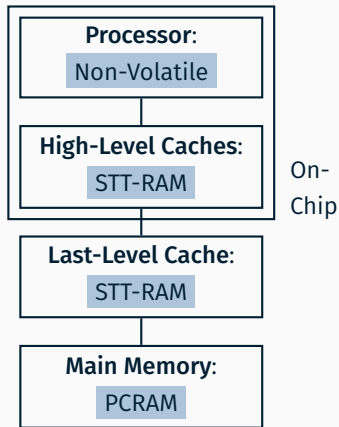 Processor:
Non-Volatile
High-Level Caches:
STT-RAM
On-
Chip
Last-Level Cache:
STT-RAM
Main Memory:
PCRAM